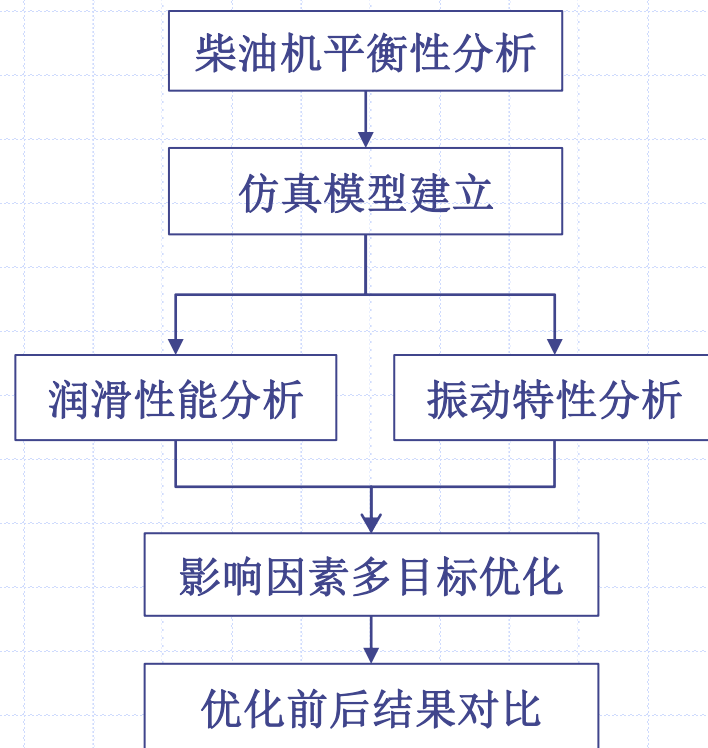 柴油机平衡性分析
仿真模型建立
润滑性能分析
振动特性分析
影响因素多目标优化
优化前后结果对比